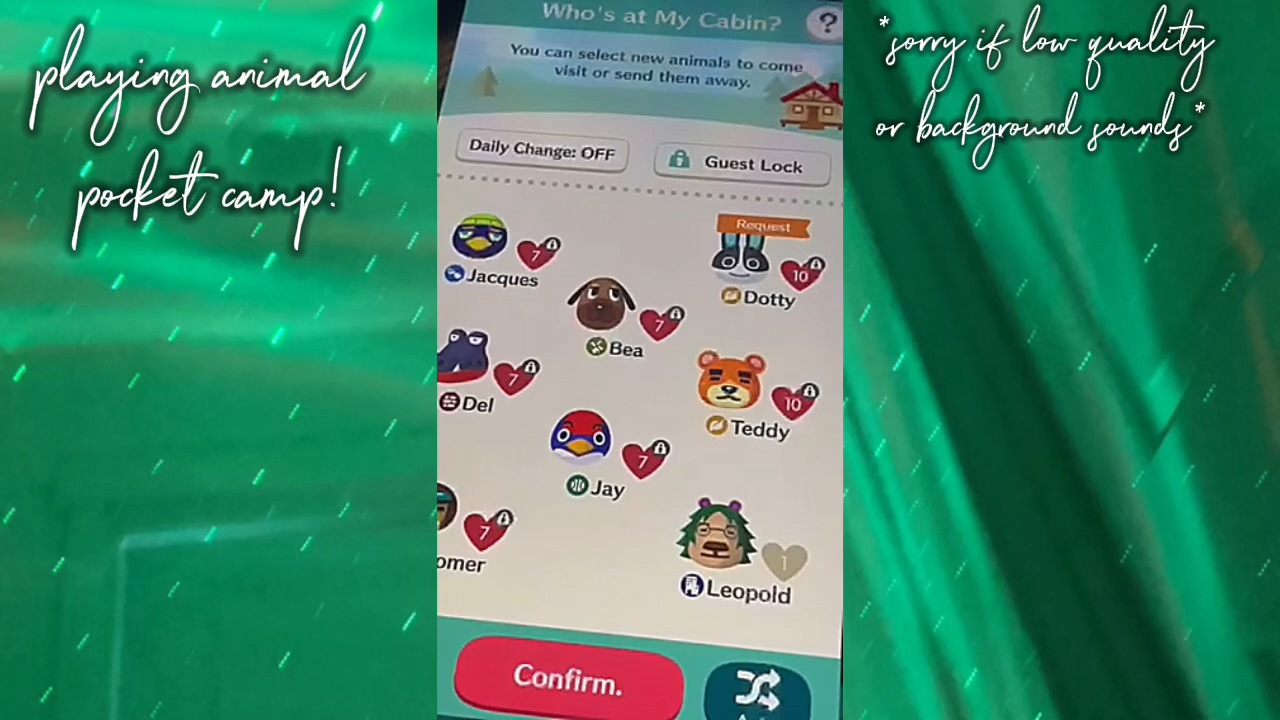 playing animal
pocket camp!
*sorry if low quality
or background sounds*
Who's at My Cabin?
?
You can select new animals to come
visit or send them away.
Daily Change: OFF
Guest Lock
Request
7
Jacques
10
Dotty
7
Bea
7
Del
10
Teddy
7
Jay
7
omer
1
Leopold
Confirm.